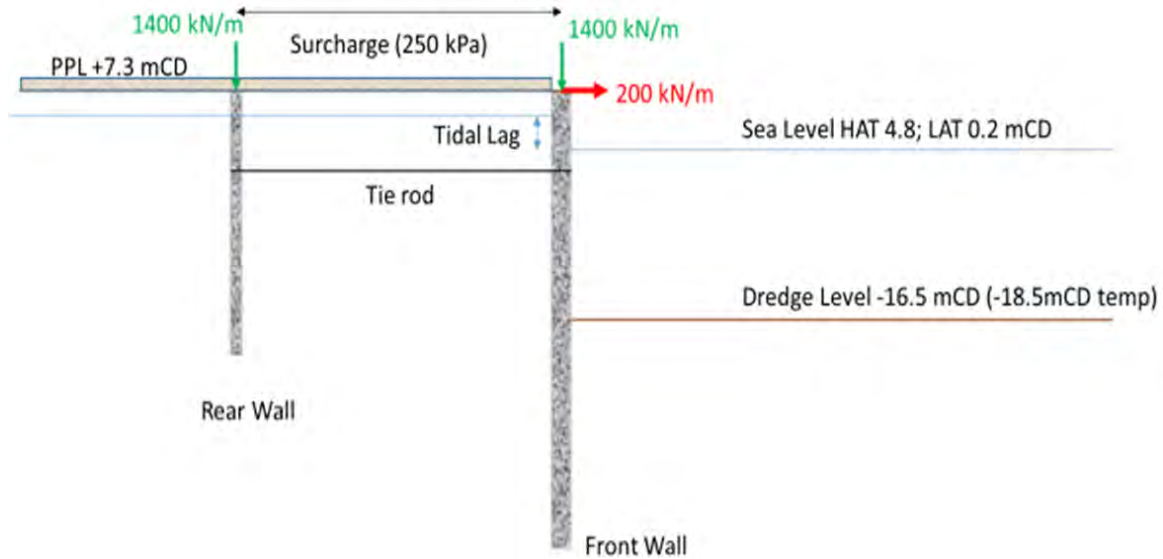 1400 kN/m
1400 kN/m
Surcharge (250 kPa)
PPL +7.3 mCD
200 kN/m
Tidal Lag
Sea Level HAT 4.8; LAT 0.2 mCD
Tie rod
Dredge Level -16.5 mCD (-18.5mCD temp)
Rear Wall
Front Wall